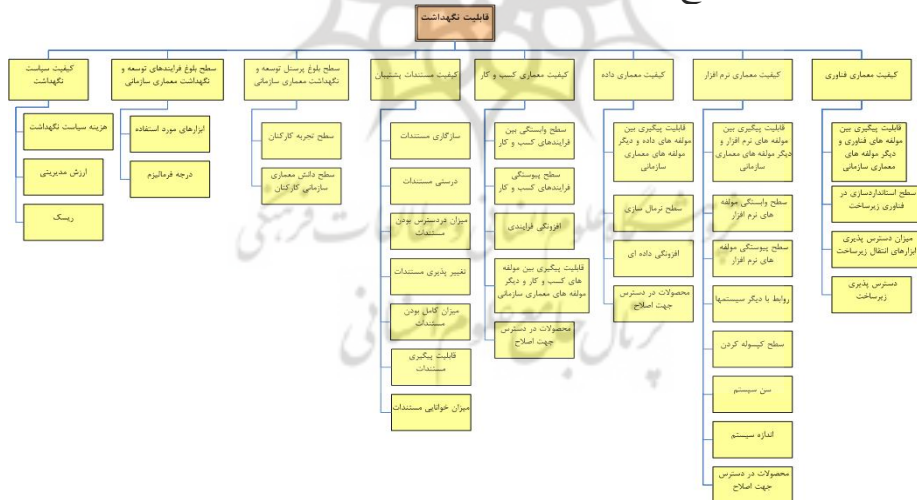 قابلیت نگهداشت
کیفیت معماری فناوری
قابلیت پیگیری بین
مولفه های فناوری و
دیگر مولفه های
معماری سازمانی
سطح استانداردسازی در
فناوری زیرساخت
میزان دسترس پذیری
ابزارهای انتقال زیرساخت
دسترس پذیری
زیرساخت
کیفیت معماری نرم افزار
قابلیت پیگیری بین
مولفه های نرم افزار و
دیگر مولفه های معماری
سازمانی
سطح وابستگی مولفه
های نرم افزار
سطح پیوستگی مولفه
های نرم افزار
روابط با دیگر سیستمها
سطح کپسوله کردن
سن سیستم
اندازه سیستم
محصولات در دسترس
جهت اصلاح
کیفیت معماری داده
قابلیت پیگیری بین
مولفه های داده و دیگر
مولفه های معماری
سازمانی
سطح نرمال سازی
افزونگی داده ای
محصولات در دسترس
جهت اصلاح
کیفیت معماری کسب و کار
سطح وابستگی بین
فرایندهای کسب و کار
سطح پیوستگی
فرایندهای کسب و کار
افزونگی فرایندی
قابلیت پیگیری بین مولفه
های کسب و کار و دیگر
مولفه های معماری سازمانی
محصولات در دسترس
جهت اصلاح
کیفیت مستندات پشتیبان
سازگاری مستندات
درستی مستندات
میزان دردسترس بودن
مستندات
تغییر پذیری مستندات
میزان کامل بودن
مستندات
قابلیت پیگیری
مستندات
میزان خوانایی مستندات
سطح بلوغ پرسنل توسعه و
نگهداشت معماری سازمانی
سطح تجربه کارکنان
سطح دانش معماری
سازمانی کارکنان
سطح بلوغ فرایندهای توسعه و
نگهداشت معماری سازمانی
ابزارهای مورد استفاده
درجه فرمالیزم
کیفیت سیاست
نگهداشت
هزینه سیاست نگهداشت
ارزش مدیریتی
ریسک
پژوهشگاه علوم انسانی و مطالعات فرهنگی
پرتال جامع علوم انسانی